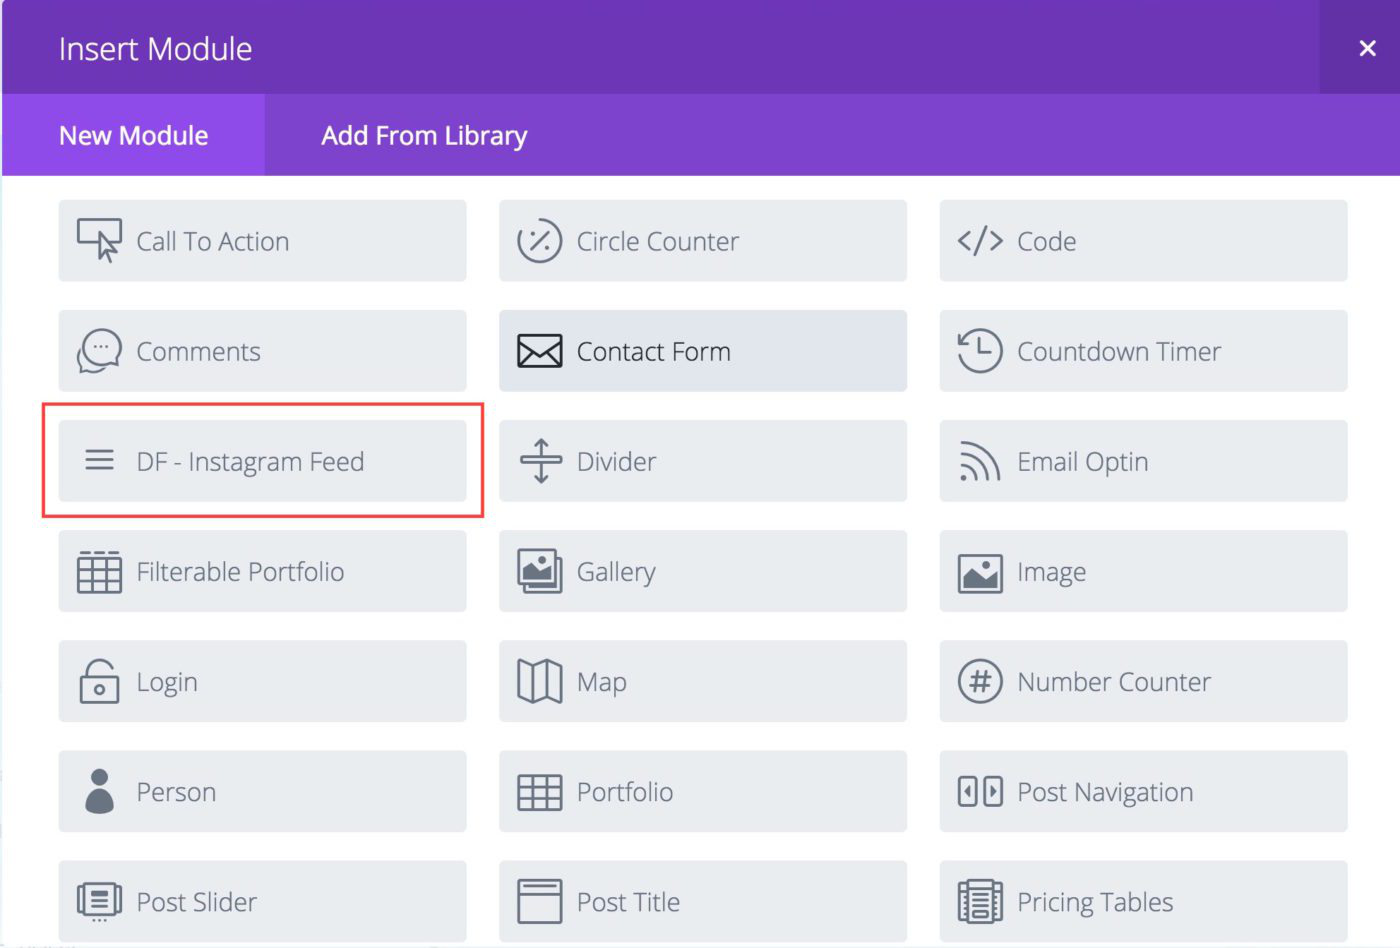 Insert Module
New Module
Add From Library
Call To Action
Circle Counter
Code
Comments
Contact Form
Countdown Timer
DF - Instagram Feed
Divider
Email Optin
Filterable Portfolio
Gallery
Image
Login
Map
Number Counter
Person
Portfolio
Post Navigation
Post Slider
Post Title
Pricing Tables